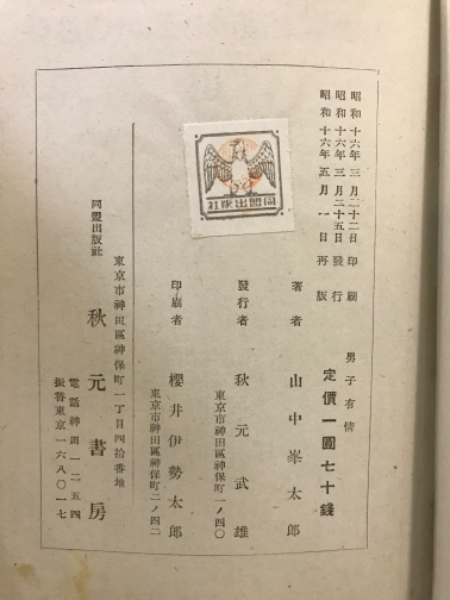 昭和十六年三月二十二日印刷
昭和十六年三月二十五日發行
昭和十六年五月一日再版
男子有情
定價一圓七十錢
著者 山中峯太郎
發行者 秋元武雄
東京市神田區神保町一ノ四〇
印刷者 櫻井伊勢太郎
東京市神田區神保町二ノ四二
社版出盟同
東京市神田區神保町一丁目四拾番地
同盟出版社 秋元書房
電話神田一二五四
振替東京一六八〇一七